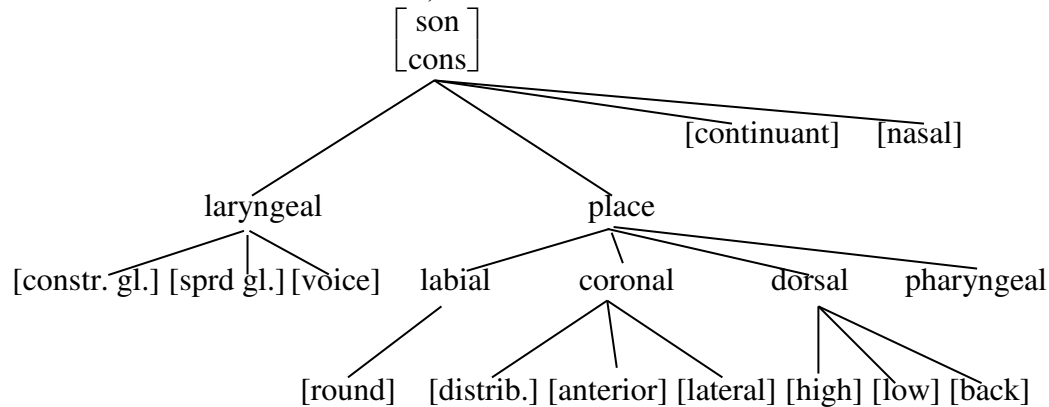 son
cons
[continuant] [nasal]
laryngeal place
[constr. gl.] [sprd gl.] [voice] labial coronal dorsal pharyngeal
[round] [distrib.] [anterior] [lateral] [high] [low] [back]